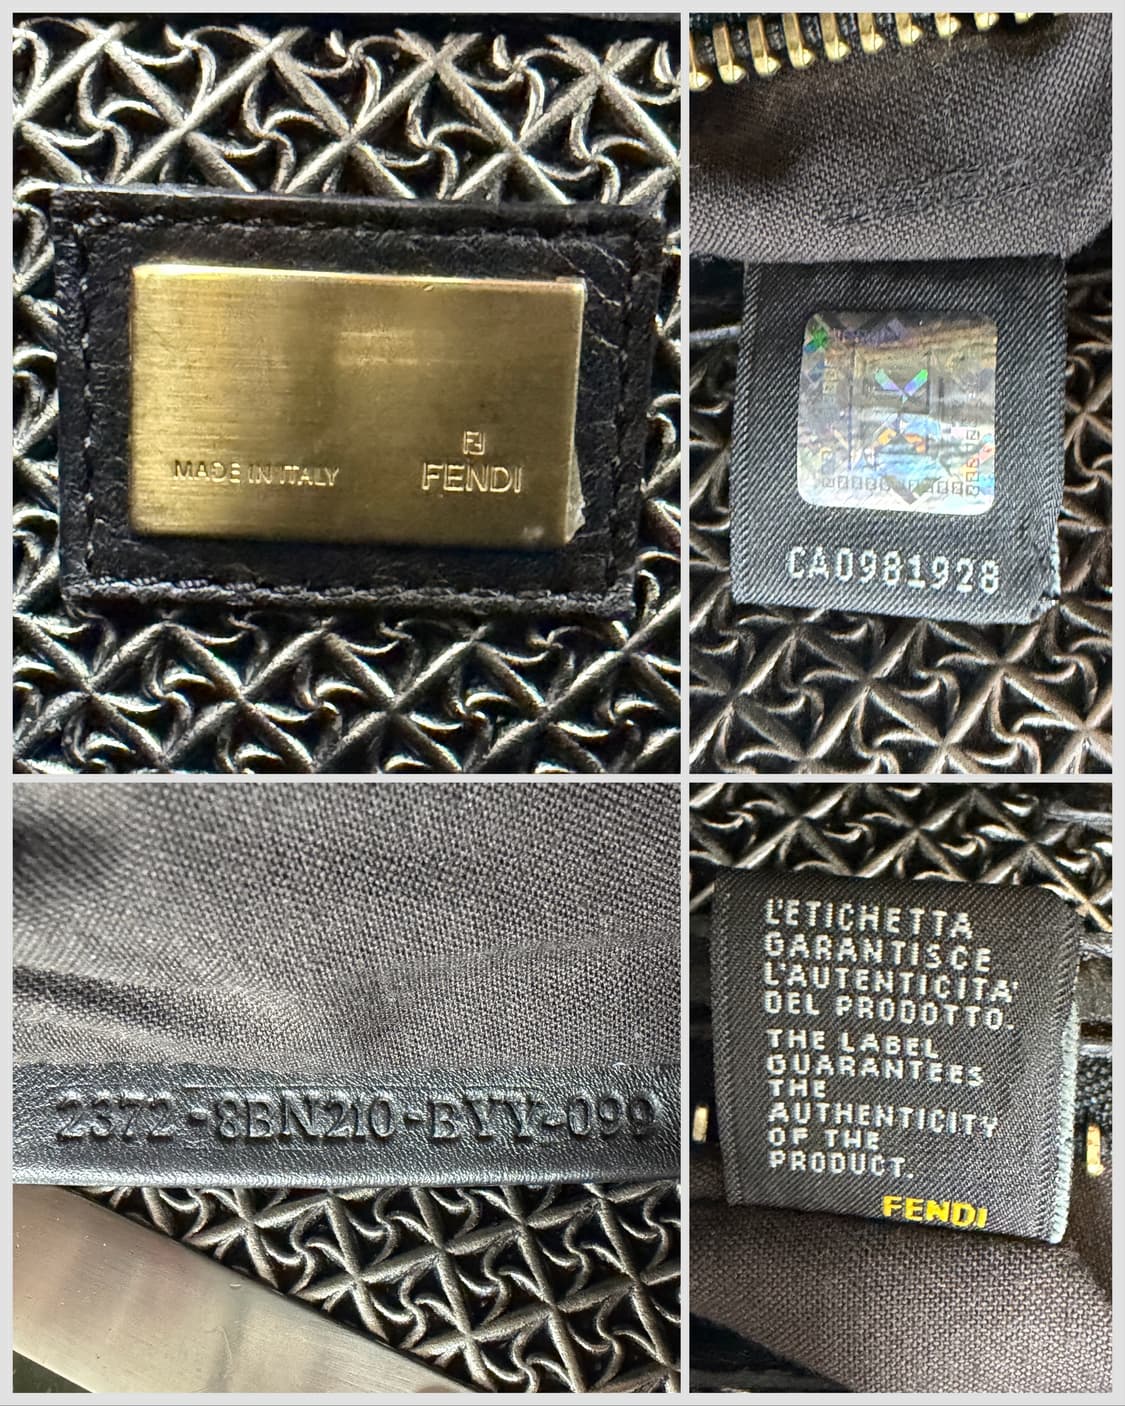 MADE IN ITALY
FENDI
CA0981928
2372-8BN210-BYY-099
L'ETICHETTA
GARANTISCE
L'AUTENTICITA'
DEL PRODOTTO.
THE LABEL
GUARANTEES
THE
AUTHENTICITY
OF THE
PRODUCT.
FENDI